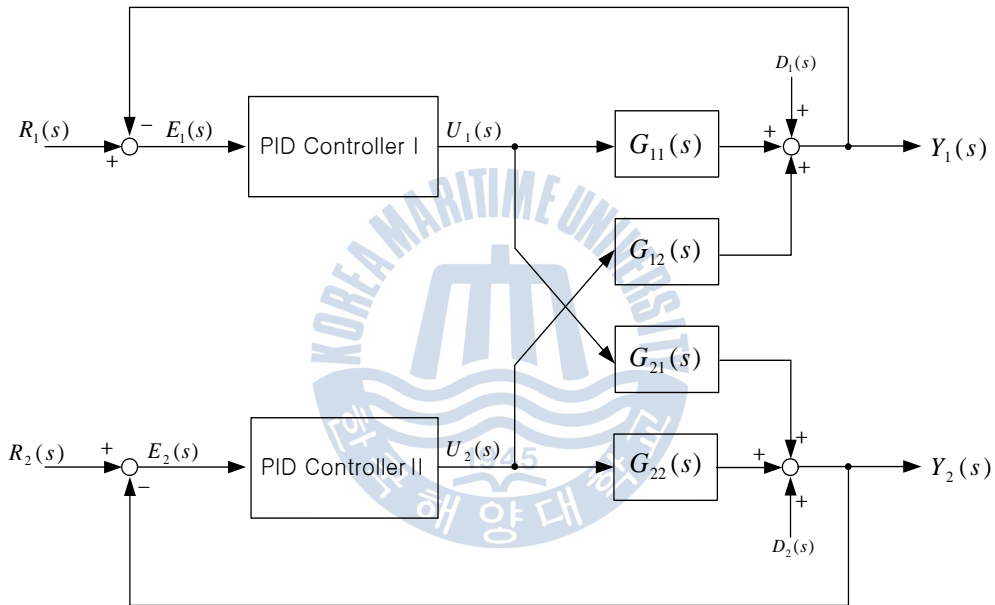 D₁(s)
R₁(s)
−
+
E₁(s)
PID Controller I
U₁(s)
G₁₁(s)
+
+
+
Y₁(s)
G₁₂(s)
G₂₁(s)
R₂(s)
+
−
E₂(s)
PID Controller II
U₂(s)
G₂₂(s)
+
+
+
Y₂(s)
D₂(s)
KOREA MARITIME UNIVERSITY
1945
한국해양대학교